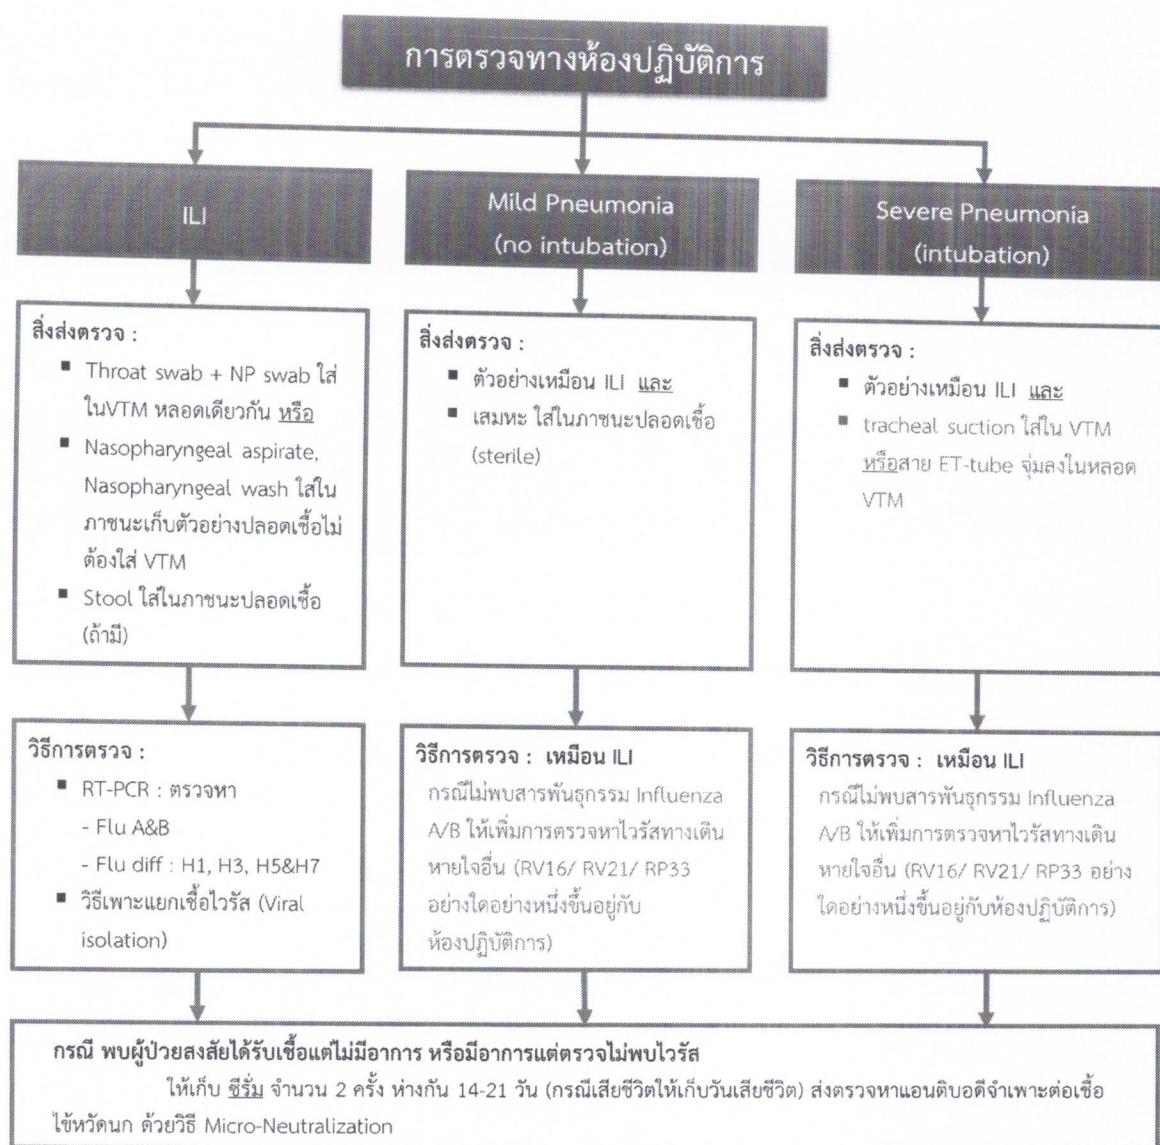 การตรวจทางห้องปฏิบัติการ
ILI
สิ่งส่งตรวจ :
■ Throat swab + NP swab ใส่
ในVTM หลอดเดียวกัน หรือ
■ Nasopharyngeal aspirate,
Nasopharyngeal wash ใส่ใน
ภาชนะเก็บตัวอย่างปลอดเชื้อไม่
ต้องใส่ VTM
■ Stool ใส่ในภาชนะปลอดเชื้อ
(ถ้ามี)
วิธีการตรวจ :
■ RT-PCR : ตรวจหา
- Flu A&B
- Flu diff : H1, H3, H5&H7
■ วิธีเพาะแยกเชื้อไวรัส (Viral
isolation)
Mild Pneumonia
(no intubation)
สิ่งส่งตรวจ :
■ ตัวอย่างเหมือน ILI และ
■ เสมหะ ใส่ในภาชนะปลอดเชื้อ
(sterile)
วิธีการตรวจ : เหมือน ILI
กรณีไม่พบสารพันธุกรรม Influenza
A/B ให้เพิ่มการตรวจหาไวรัสทางเดิน
หายใจอื่น (RV16/ RV21/ RP33
อย่างใดอย่างหนึ่งขึ้นอยู่กับ
ห้องปฏิบัติการ)
Severe Pneumonia
(intubation)
สิ่งส่งตรวจ :
■ ตัวอย่างเหมือน ILI และ
■ tracheal suction ใส่ใน VTM
หรือสาย ET-tube จุ่มลงในหลอด
VTM
วิธีการตรวจ : เหมือน ILI
กรณีไม่พบสารพันธุกรรม Influenza
A/B ให้เพิ่มการตรวจหาไวรัสทางเดิน
หายใจอื่น (RV16/ RV21/ RP33 อย่าง
ใดอย่างหนึ่งขึ้นอยู่กับห้องปฏิบัติการ)
กรณี พบผู้ป่วยสงสัยได้รับเชื้อแต่ไม่มีอาการ หรือมีอาการแต่ตรวจไม่พบไวรัส
ให้เก็บ ซีรั่ม จำนวน 2 ครั้ง ห่างกัน 14-21 วัน (กรณีเสียชีวิตให้เก็บวันเสียชีวิต) ส่งตรวจหาแอนติบอดีจำเพาะต่อเชื้อ
ไข้หวัดนก ด้วยวิธี Micro-Neutralization